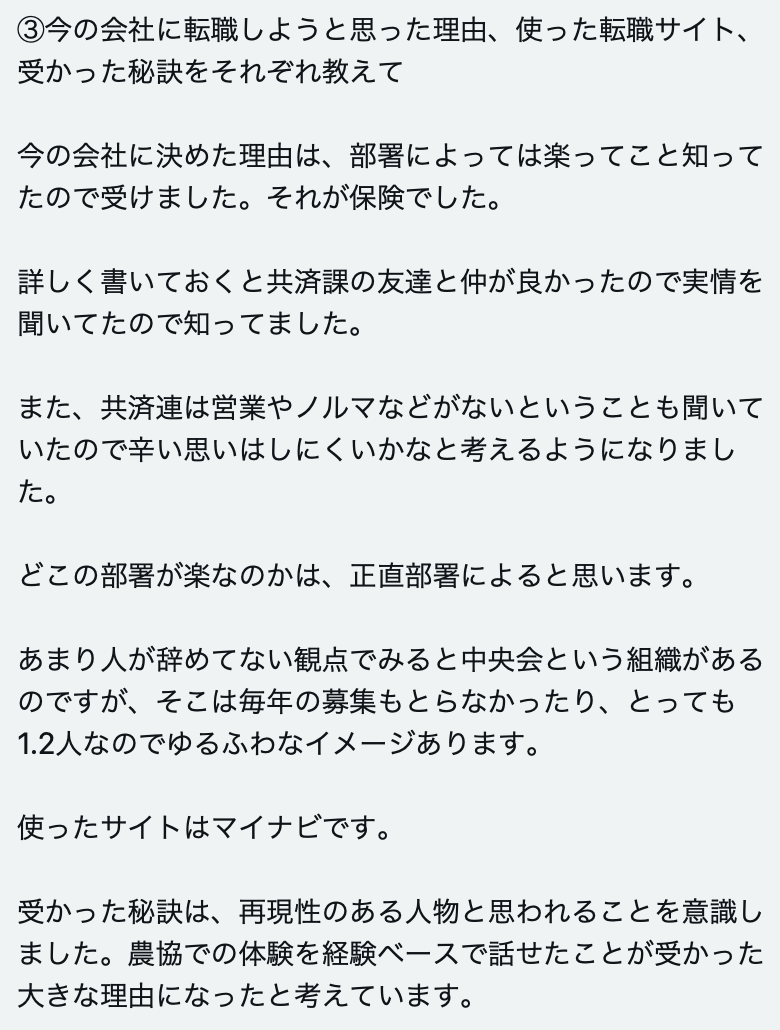 ③今の会社に転職しようと思った理由、使った転職サイト、
受かった秘訣をそれぞれ教えて
今の会社に決めた理由は、部署によっては楽ってこと知って
たので受けました。それが保険でした。
詳しく書いておくと共済課の友達と仲が良かったので実情を
聞いてたので知ってました。
また、共済連は営業やノルマなどがないということも聞いて
いたので辛い思いはしにくいかなと考えるようになりまし
た。
どこの部署が楽なのかは、正直部署によると思います。
あまり人が辞めてない観点でみると中央会という組織がある
のですが、そこは毎年の募集もとらなかったり、とっても
1.2人なのでゆるふわなイメージあります。
使ったサイトはマイナビです。
受かった秘訣は、再現性のある人物と思われることを意識し
ました。農協での体験を経験ベースで話せたことが受かった
大きな理由になったと考えています。